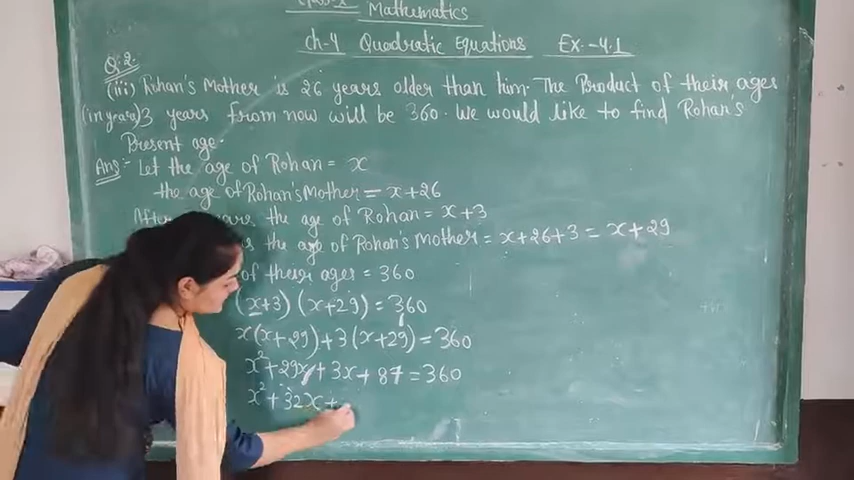 Mathematics
Ch-4 Quadratic Equations Ex-4.1
Q.2.
(iii) Rohan's Mother is 26 years older than him. The Product of their ages
(in years) 3 years from now will be 360. We would like to find Rohan's
Present age.
Ans:- Let the age of Rohan = x
the age of Rohan's Mother = x+26
the age of Rohan = x+3
the age of Rohan's Mother = x+26+3 = x+29
of their ages = 360
(x+3) (x+29) = 360
x(x+29)+3(x+29) = 360
x²+29x+3x+87 = 360
x²+32x+